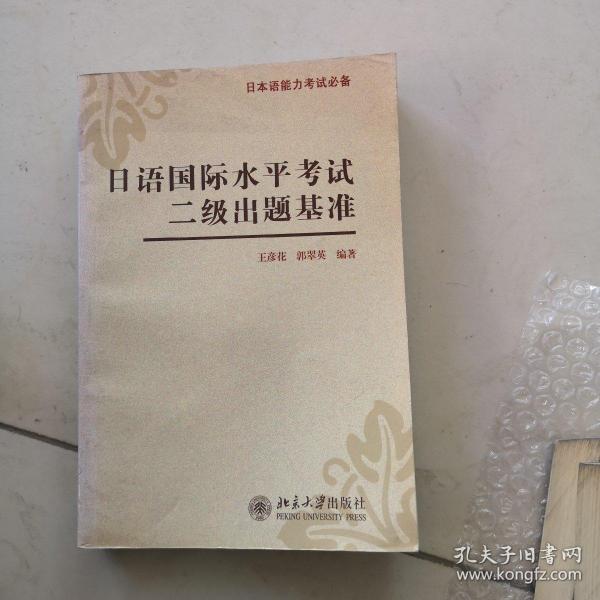 日本语能力考试必备
日语国际水平考试
二级出题基准
王彦花 郭翠英 编著
北京大学出版社
PEKING UNIVERSITY PRESS
孔夫子旧书网
www.kongfz.com